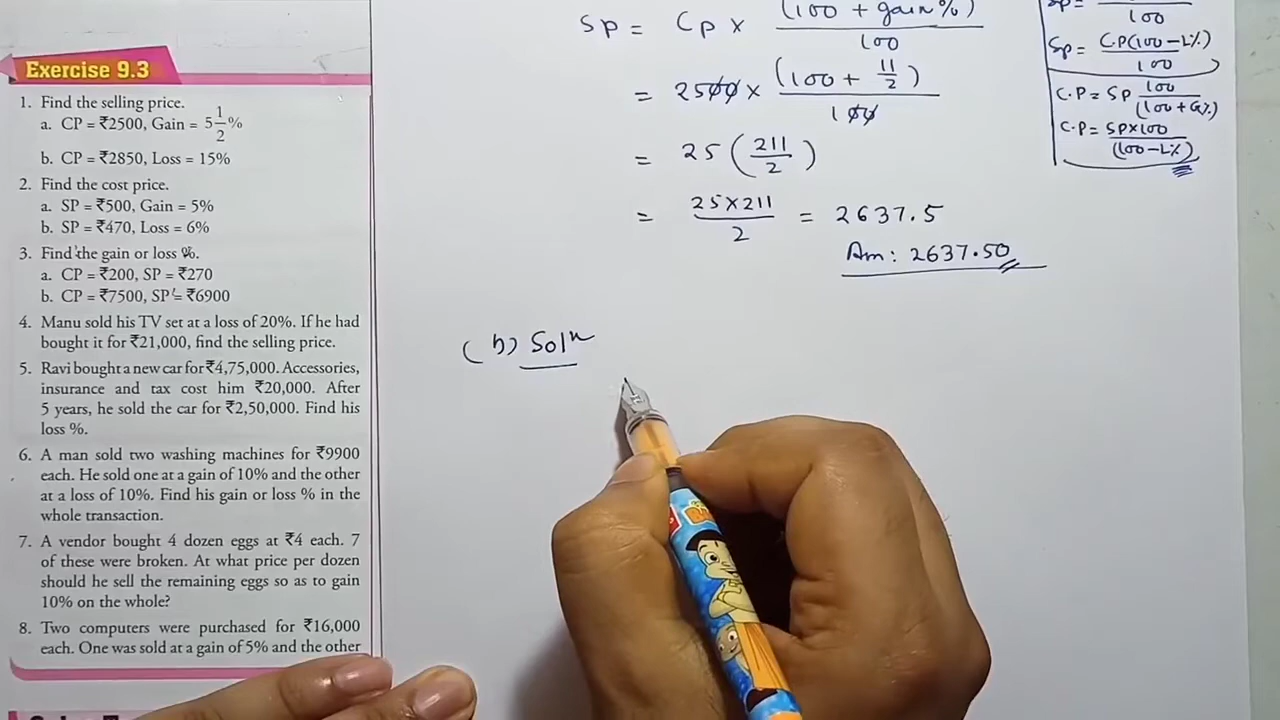 Exercise 9.3
1. Find the selling price.
a. CP = ₹2500, Gain = 5 1/2 %
b. CP = ₹2850, Loss = 15%
2. Find the cost price.
a. SP = ₹500, Gain = 5%
b. SP = ₹470, Loss = 6%
3. Find the gain or loss %.
a. CP = ₹200, SP = ₹270
b. CP = ₹7500, SP = ₹6900
4. Manu sold his TV set at a loss of 20%. If he had
bought it for ₹21,000, find the selling price.
5. Ravi bought a new car for ₹4,75,000. Accessories,
insurance and tax cost him ₹20,000. After
5 years, he sold the car for ₹2,50,000. Find his
loss %.
6. A man sold two washing machines for ₹9900
each. He sold one at a gain of 10% and the other
at a loss of 10%. Find his gain or loss % in the
whole transaction.
7. A vendor bought 4 dozen eggs at ₹4 each. 7
of these were broken. At what price per dozen
should he sell the remaining eggs so as to gain
10% on the whole?
8. Two computers were purchased for ₹16,000
each. One was sold at a gain of 5% and the other
SP = CP × (100 + gain%) / 100
= 2500 × (100 + 11/2) / 100
= 25 (211/2)
= 25×211 / 2 = 2637.5
Ans: 2637.50
(b) Soln
SP = / 100
SP = C.P(100-L%) / 100
C.P = SP 100 / (100+G%)
C.P = SP×100 / (100-L%)